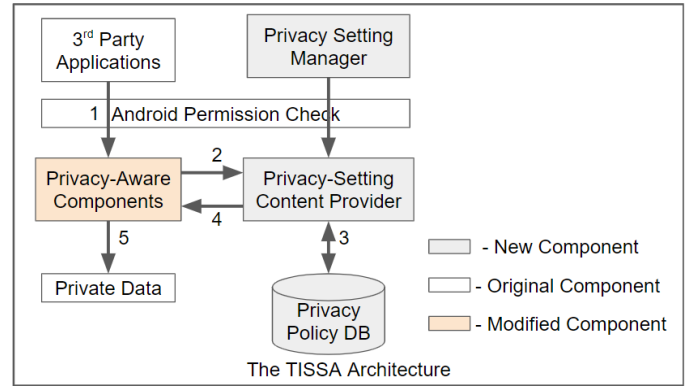 3rd Party
Applications
Privacy Setting
Manager
1 Android Permission Check
Privacy-Aware
Components
2
4
Privacy-Setting
Content Provider
5
3
Private Data
Privacy
Policy DB
- New Component
- Original Component
- Modified Component
The TISSA Architecture